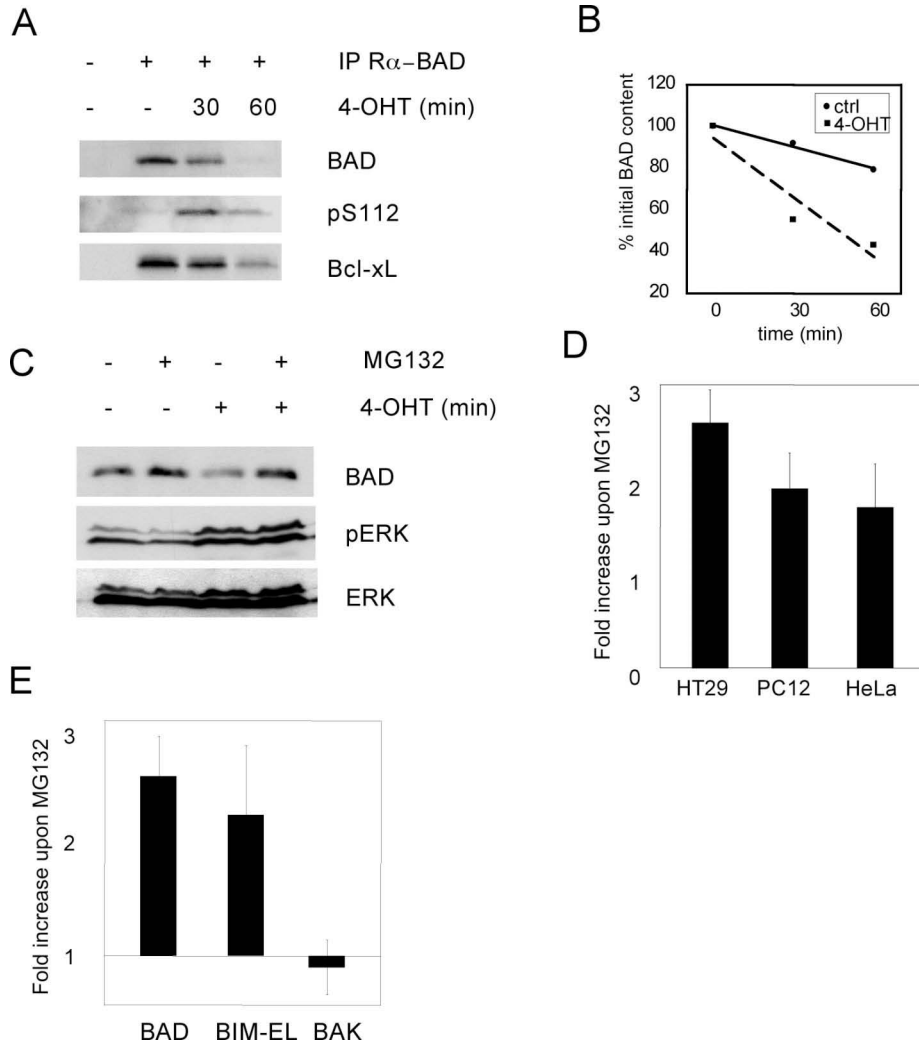 A
- + + + IP Rα–BAD
- - 30 60 4-OHT (min)
BAD
pS112
Bcl-xL
B
% initial BAD content
120
100
80
60
40
20
ctrl
4-OHT
0 30 60
time (min)
C
- + - + MG132
- - + + 4-OHT (min)
BAD
pERK
ERK
D
Fold increase upon MG132
3
2
1
0
HT29 PC12 HeLa
E
Fold increase upon MG132
3
2
1
BAD BIM-EL BAK